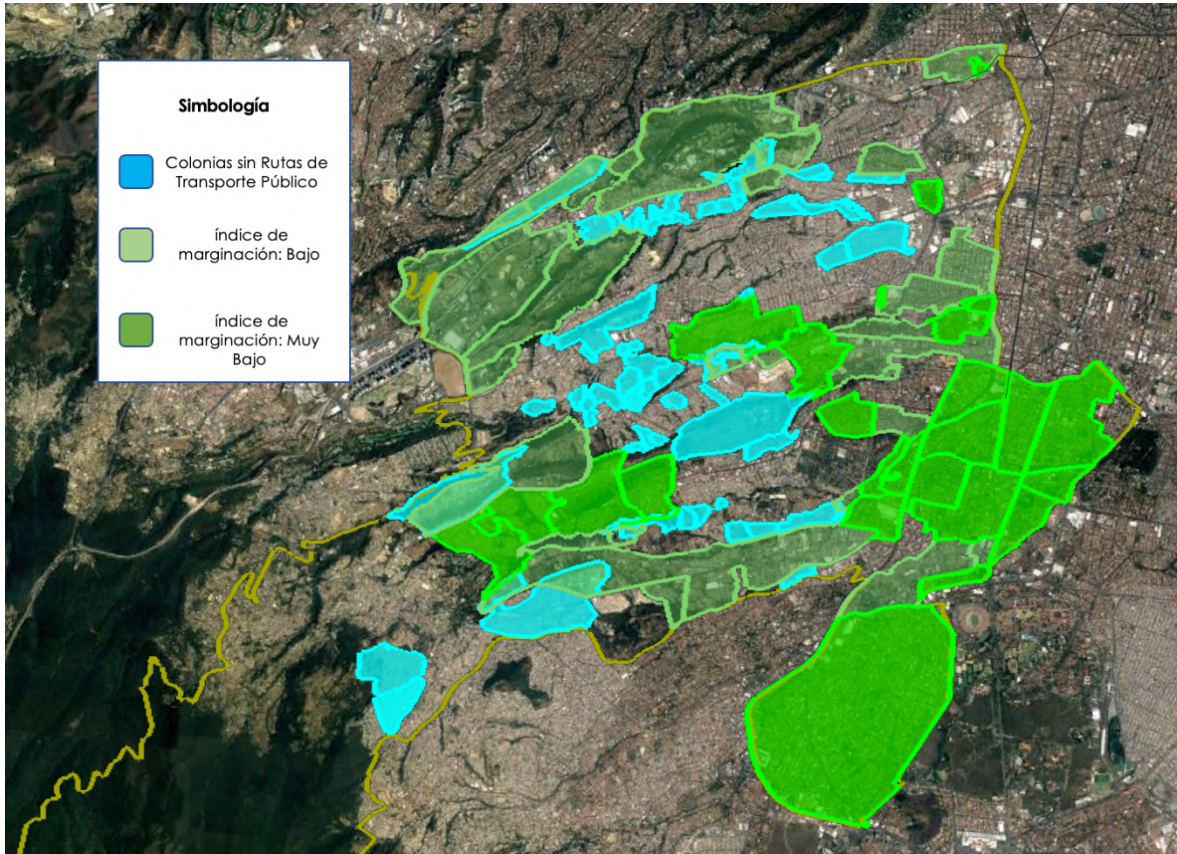 Simbología
Colonias sin Rutas de
Transporte Público
índice de
marginación: Bajo
índice de
marginación: Muy
Bajo